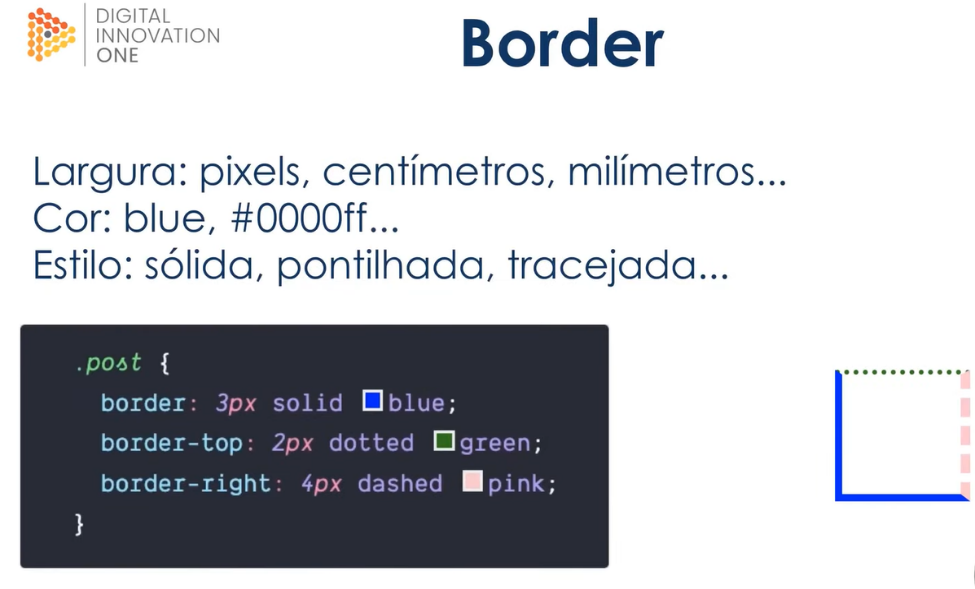 DIGITAL
INNOVATION
ONE
Border
Largura: pixels, centímetros, milímetros...
Cor: blue, #0000ff...
Estilo: sólida, pontilhada, tracejada...
.post {
border: 3px solid blue;
border-top: 2px dotted green;
border-right: 4px dashed pink;
}